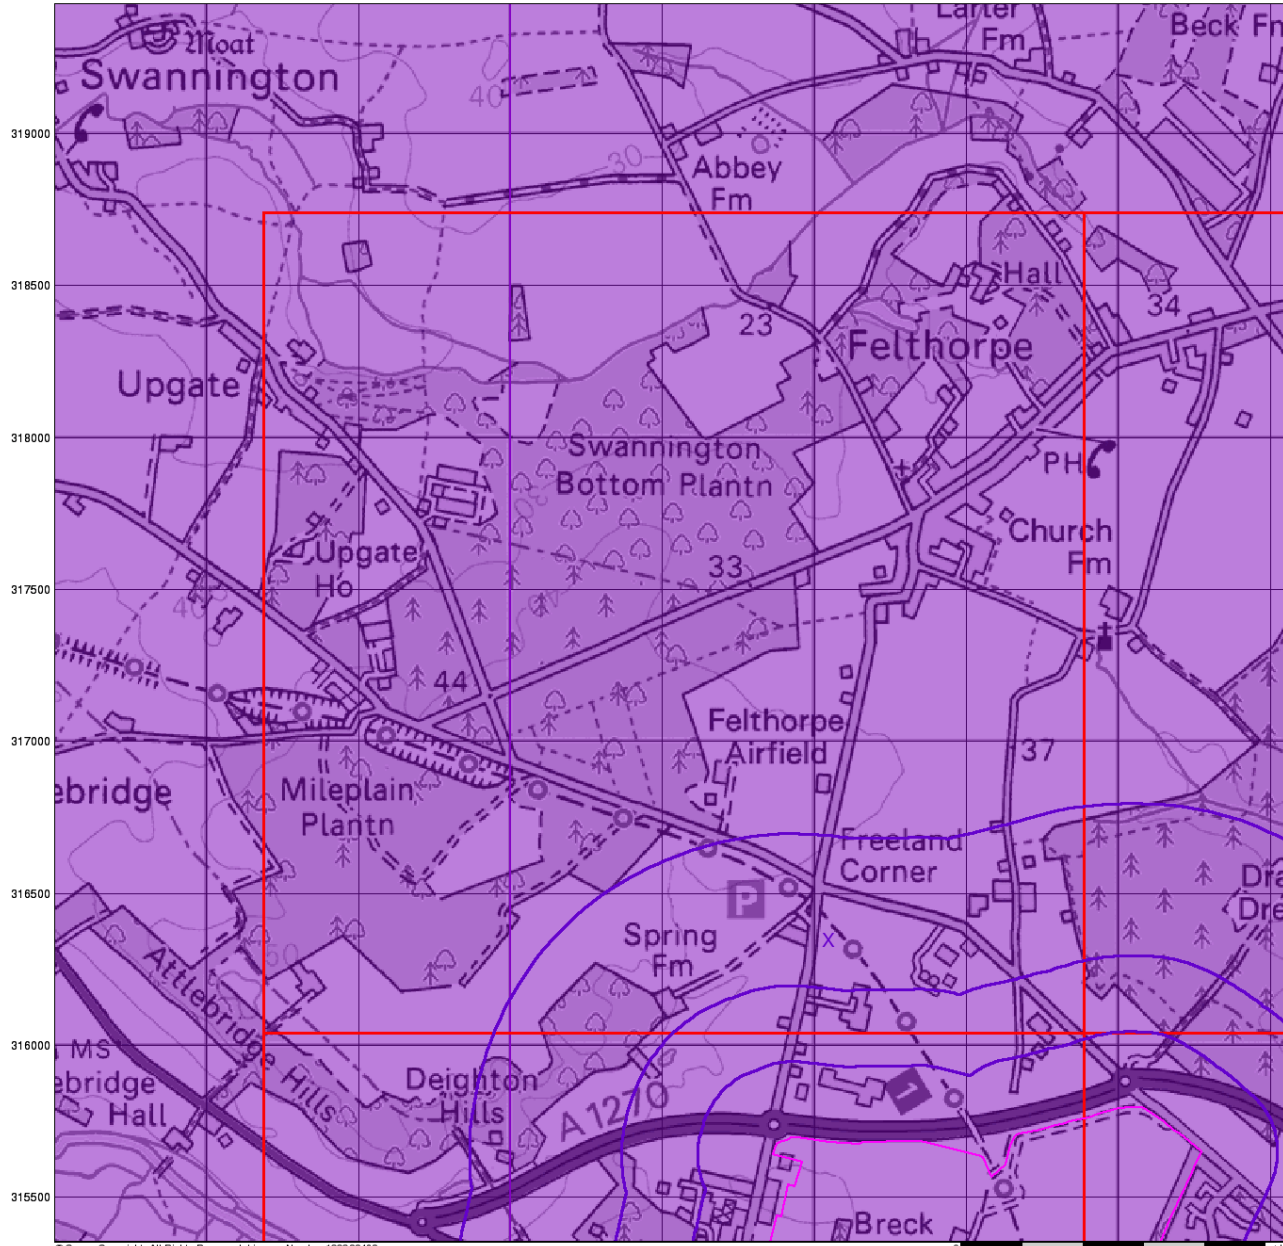 Larter
Fm
Beck Fm
Moat
Swannington
40
319000
30
Abbey
Fm
318500
Hall
34
23
Felthorpe
Upgate
318000
Swannington
Bottom Plantn
PH
Church
Fm
Upgate
Ho
33
317500
40
44
Felthorpe
Airfield
317000
37
ebridge
Mileplain
Plantn
Freeland
Corner
316500
P
Dra
Dre
Spring
Fm
X
Attlebridge Hills
316000
MS
ebridge
Hall
Deighton
Hills
A 1270
1
315500
Breck